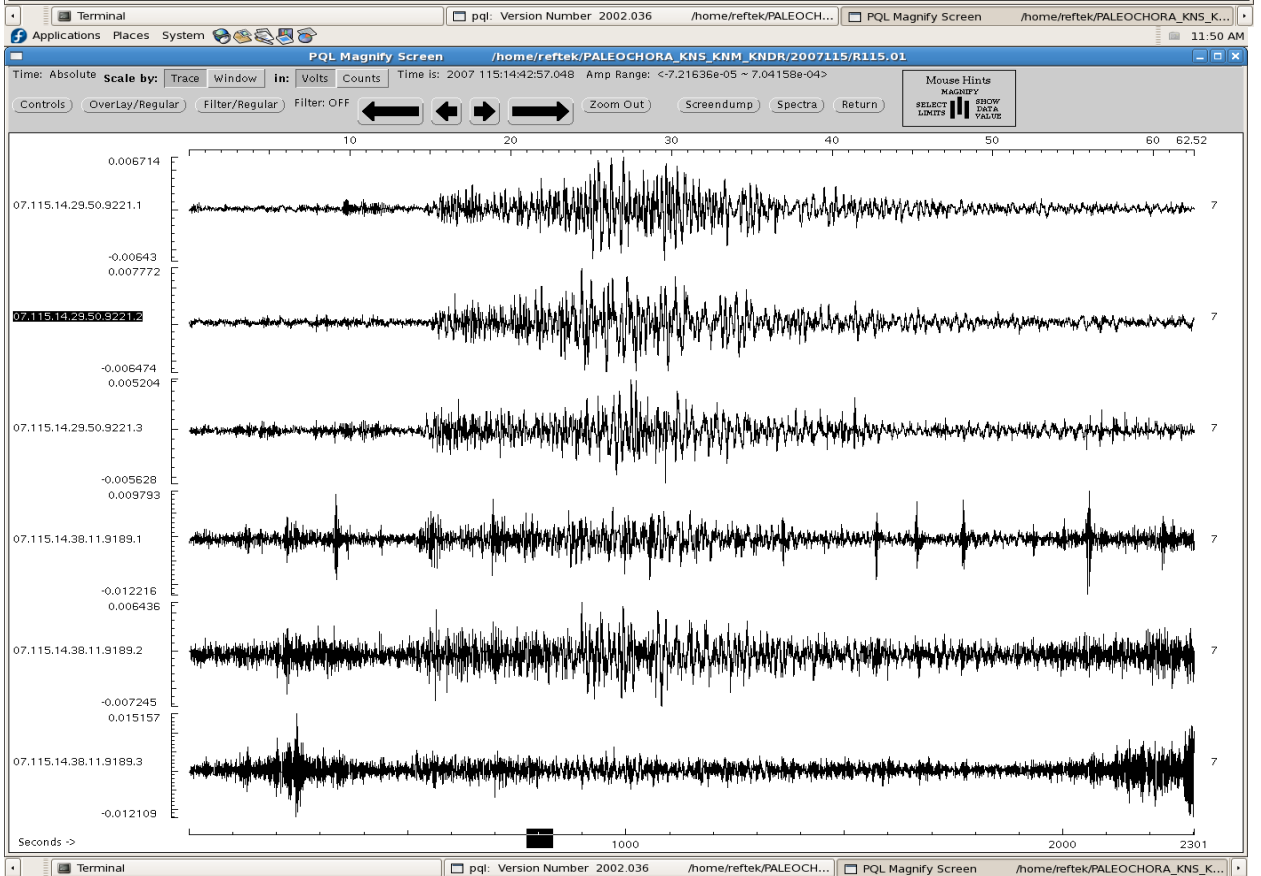 Terminal pql: Version Number 2002.036 /home/reftek/PALEOCH... PQL Magnify Screen /home/reftek/PALEOCHORA_KNS_K...
Applications Places System 11:50 AM
PQL Magnify Screen /home/reftek/PALEOCHORA_KNS_KNM_KNDR/2007115/R115.01
Time: Absolute Scale by: Trace Window in: Volts Counts Time is: 2007 115:14:42:57.048 Amp Range: <-7.21636e-05 ~ 7.04158e-04>
Controls OverLay/Regular Filter/Regular Filter: OFF Zoom Out Screendump Spectra Return
Mouse Hints
MAGNIFY
SELECT LIMITS SHOW DATA VALUE
10 20 30 40 50 60 62.52
0.006714
07.115.14.29.50.9221.1 7
-0.00643
0.007772
07.115.14.29.50.9221.2 7
-0.006474
0.005204
07.115.14.29.50.9221.3 7
-0.005628
0.009793
07.115.14.38.11.9189.1 7
-0.012216
0.006436
07.115.14.38.11.9189.2 7
-0.007245
0.015157
07.115.14.38.11.9189.3 7
-0.012109
Seconds -> 1000 2000 2301
Terminal pql: Version Number 2002.036 /home/reftek/PALEOCH... PQL Magnify Screen /home/reftek/PALEOCHORA_KNS_K...